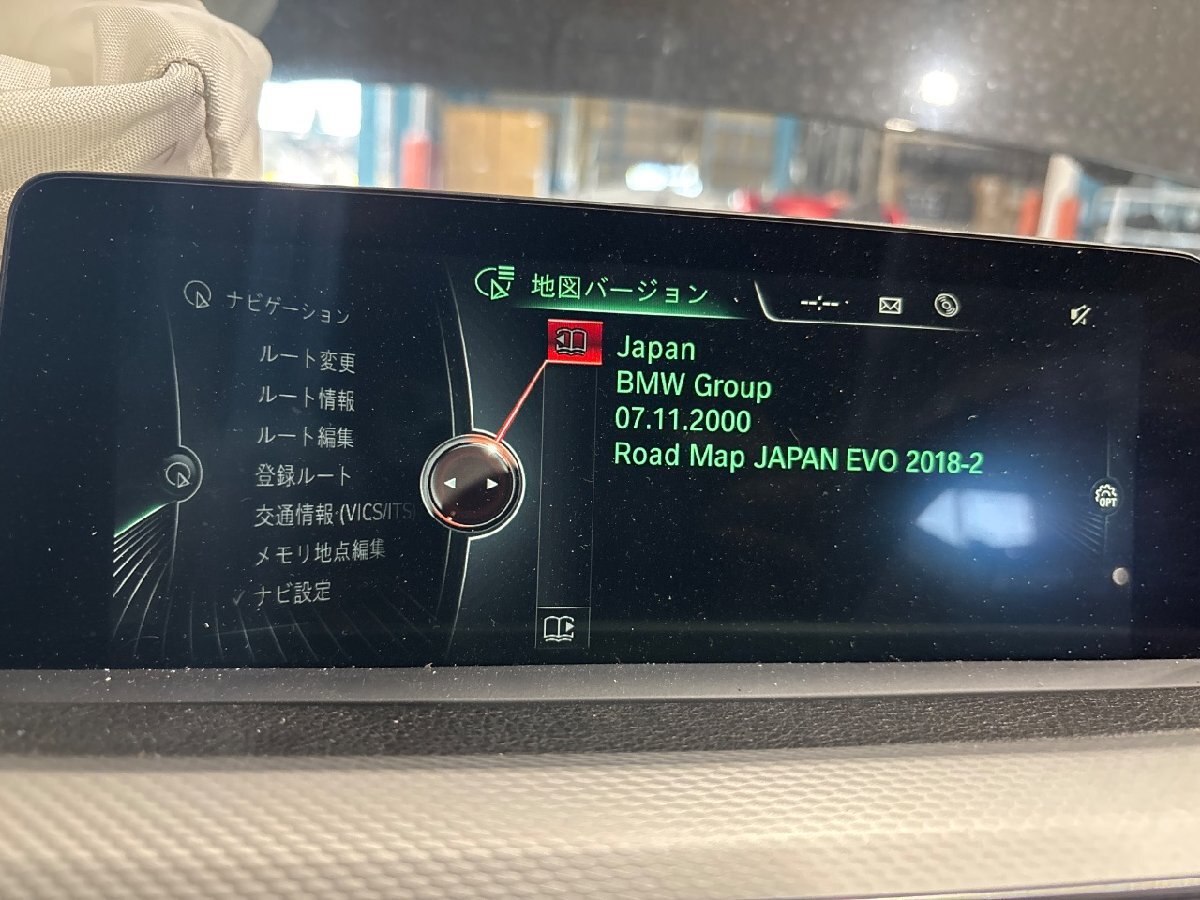 ナビゲーション
ルート変更
ルート情報
ルート編集
登録ルート
交通情報 (VICS/ITS)
メモリ地点編集
ナビ設定
地図バージョン
--:--
Japan
BMW Group
07.11.2000
Road Map JAPAN EVO 2018-2
OPT